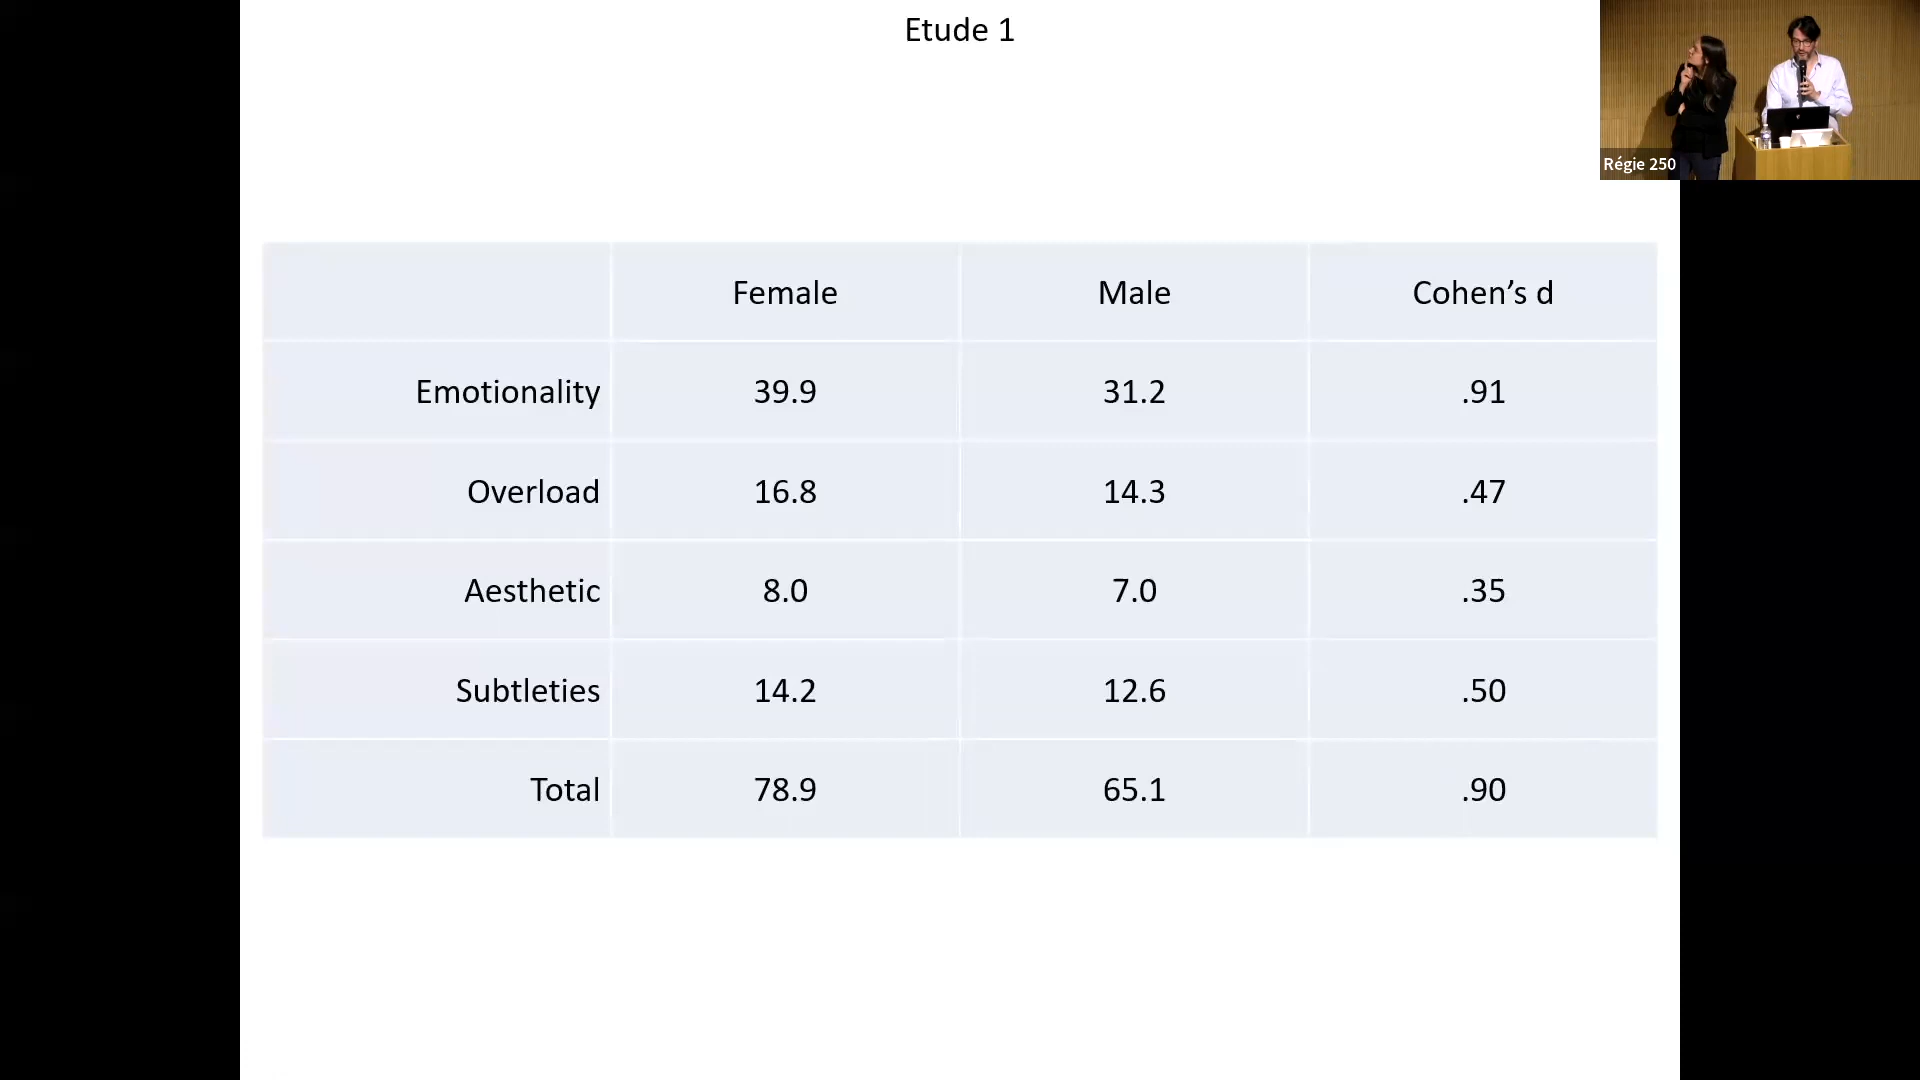 Etude 1
Régie 250
Female Male Cohen’s d
Emotionality 39.9 31.2 .91
Overload 16.8 14.3 .47
Aesthetic 8.0 7.0 .35
Subtleties 14.2 12.6 .50
Total 78.9 65.1 .90